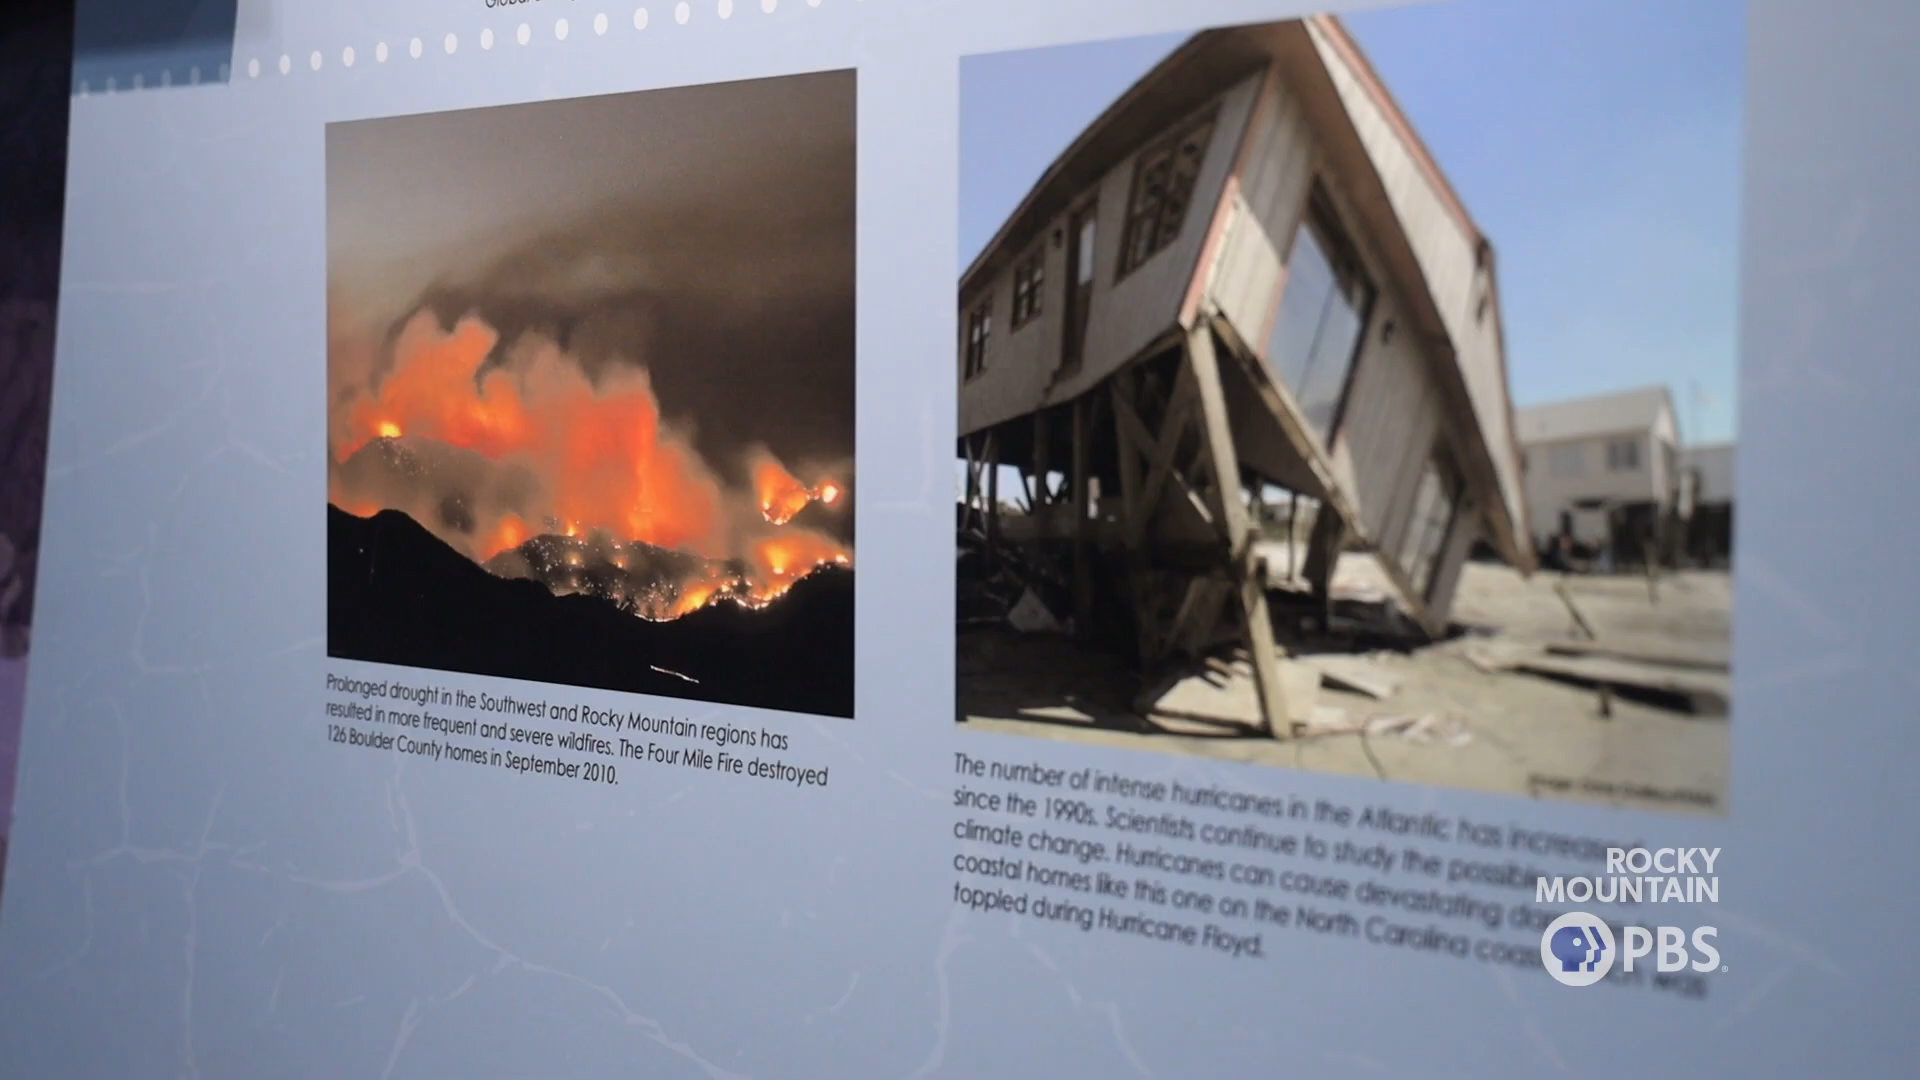 Prolonged drought in the Southwest and Rocky Mountain regions has
resulted in more frequent and severe wildfires. The Four Mile Fire destroyed
126 Boulder County homes in September 2010.
The number of intense hurricanes in the Atlantic has increased
since the 1990s. Scientists continue to study the possible
climate change. Hurricanes can cause devastating
coastal homes like this one on the North Carolina
toppled during Hurricane Floyd.
ROCKY
MOUNTAIN
PBS